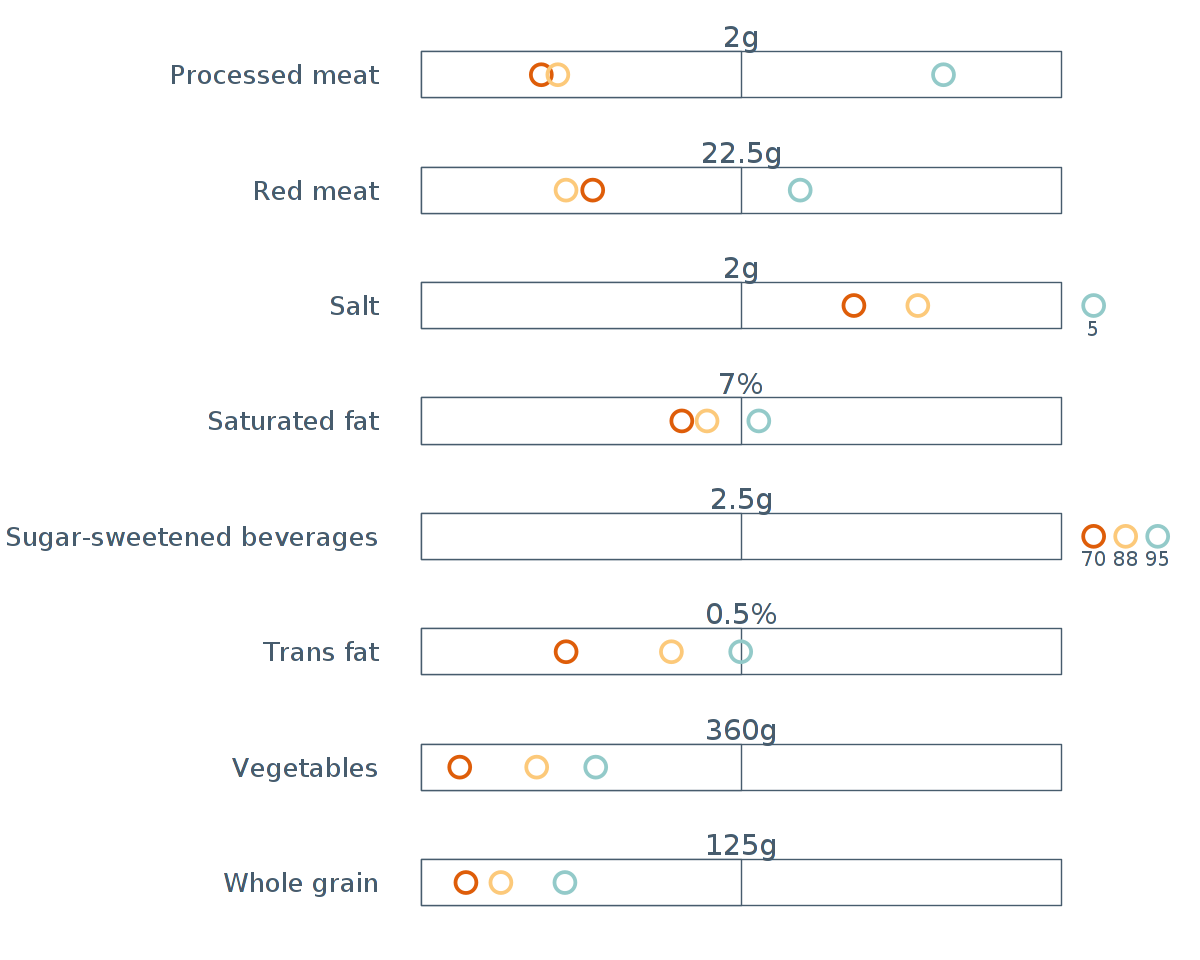 2g
Processed meat
22.5g
Red meat
2g
Salt
5
7%
Saturated fat
2.5g
Sugar-sweetened beverages
70 88 95
0.5%
Trans fat
360g
Vegetables
125g
Whole grain